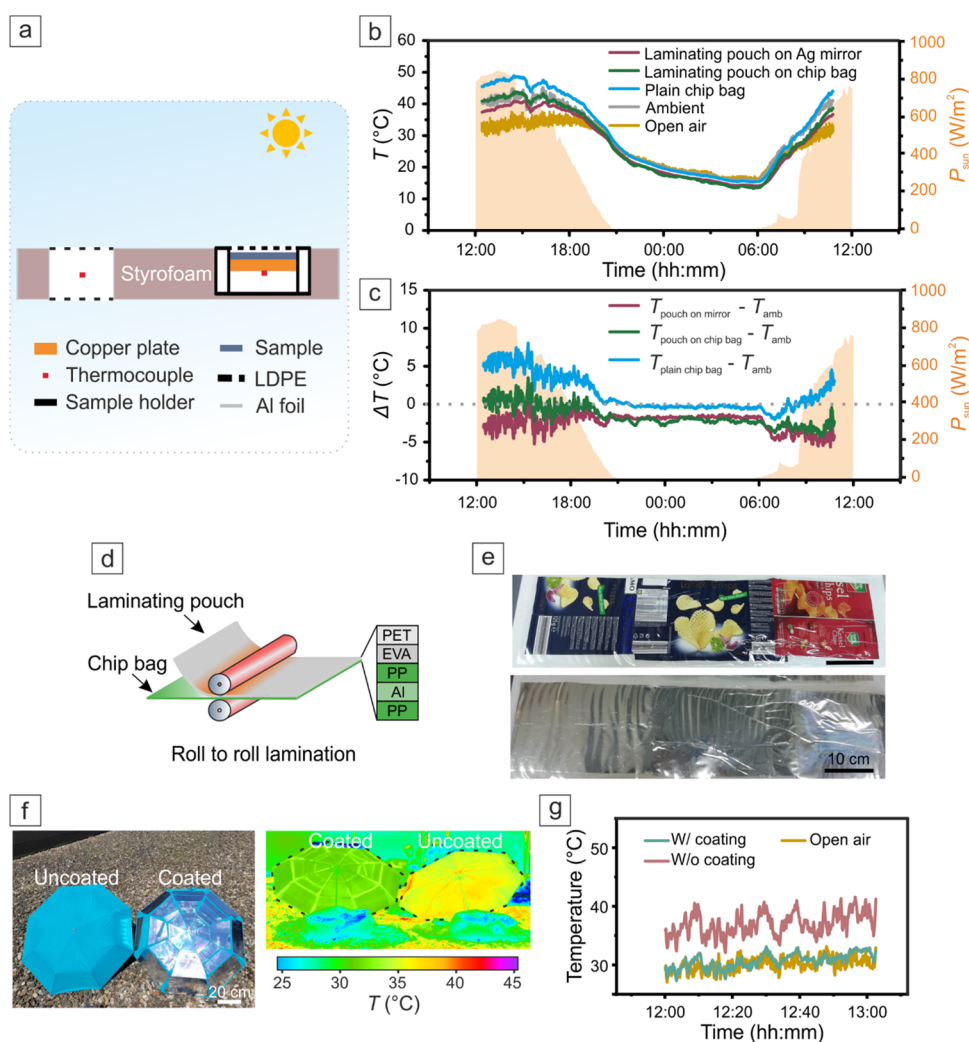 a
Styrofoam
Copper plate
Sample
Thermocouple
LDPE
Sample holder
Al foil
b
60
50
40
30
20
10
0
T (°C)
Laminating pouch on Ag mirror
Laminating pouch on chip bag
Plain chip bag
Ambient
Open air
1000
800
600
400
200
0
Psun (W/m²)
12:00 18:00 00:00 06:00 12:00
Time (hh:mm)
c
15
10
5
0
-5
-10
ΔT (°C)
Tpouch on mirror - Tamb
Tpouch on chip bag - Tamb
Tplain chip bag - Tamb
1000
800
600
400
200
0
Psun (W/m²)
12:00 18:00 00:00 06:00 12:00
Time (hh:mm)
d
Laminating pouch
Chip bag
PET
EVA
PP
Al
PP
Roll to roll lamination
e
10 cm
f
Uncoated
Coated
20 cm
Coated
Uncoated
25 30 35 40 45
T (°C)
g
50
40
30
Temperature (°C)
W/ coating
Open air
W/o coating
12:00 12:20 12:40 13:00
Time (hh:mm)